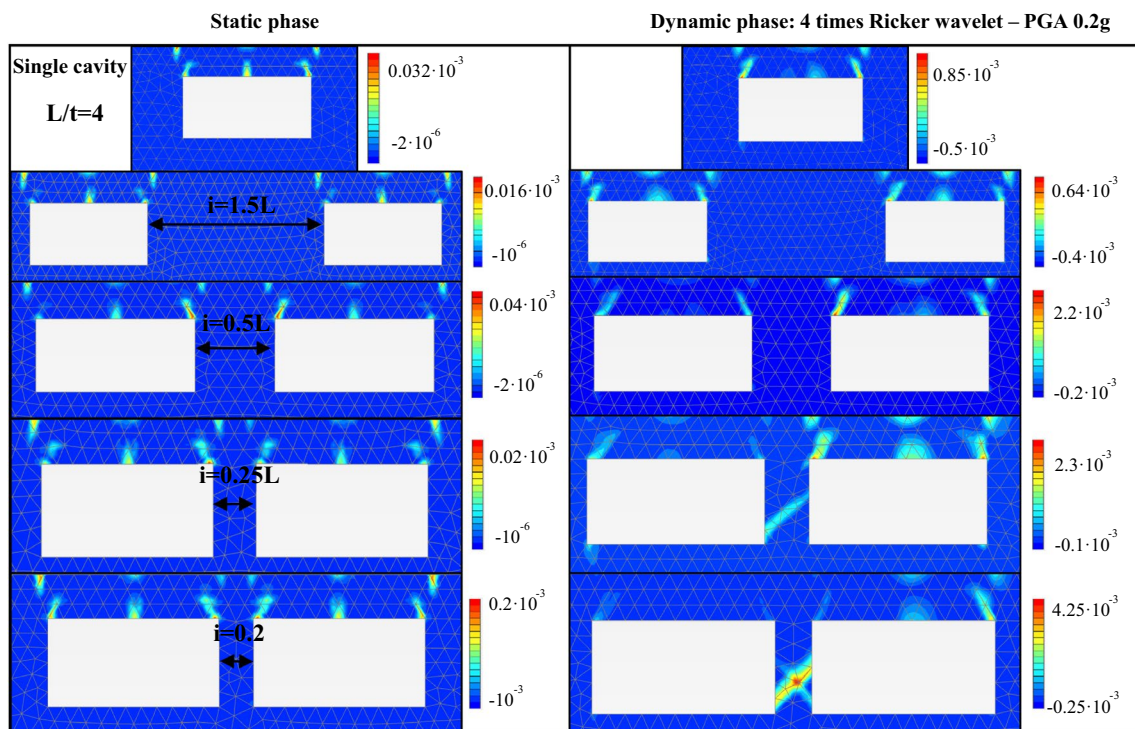 Static phase
Dynamic phase: 4 times Ricker wavelet – PGA 0.2g
Single cavity
L/t=4
0.032·10⁻³
-2·10⁻⁶
0.85·10⁻³
-0.5·10⁻³
i=1.5L
0.016·10⁻³
-10⁻⁶
0.64·10⁻³
-0.4·10⁻³
i=0.5L
0.04·10⁻³
-2·10⁻⁶
2.2·10⁻³
-0.2·10⁻³
i=0.25L
0.02·10⁻³
-10⁻⁶
2.3·10⁻³
-0.1·10⁻³
i=0.2
0.2·10⁻³
-10⁻³
4.25·10⁻³
-0.25·10⁻³